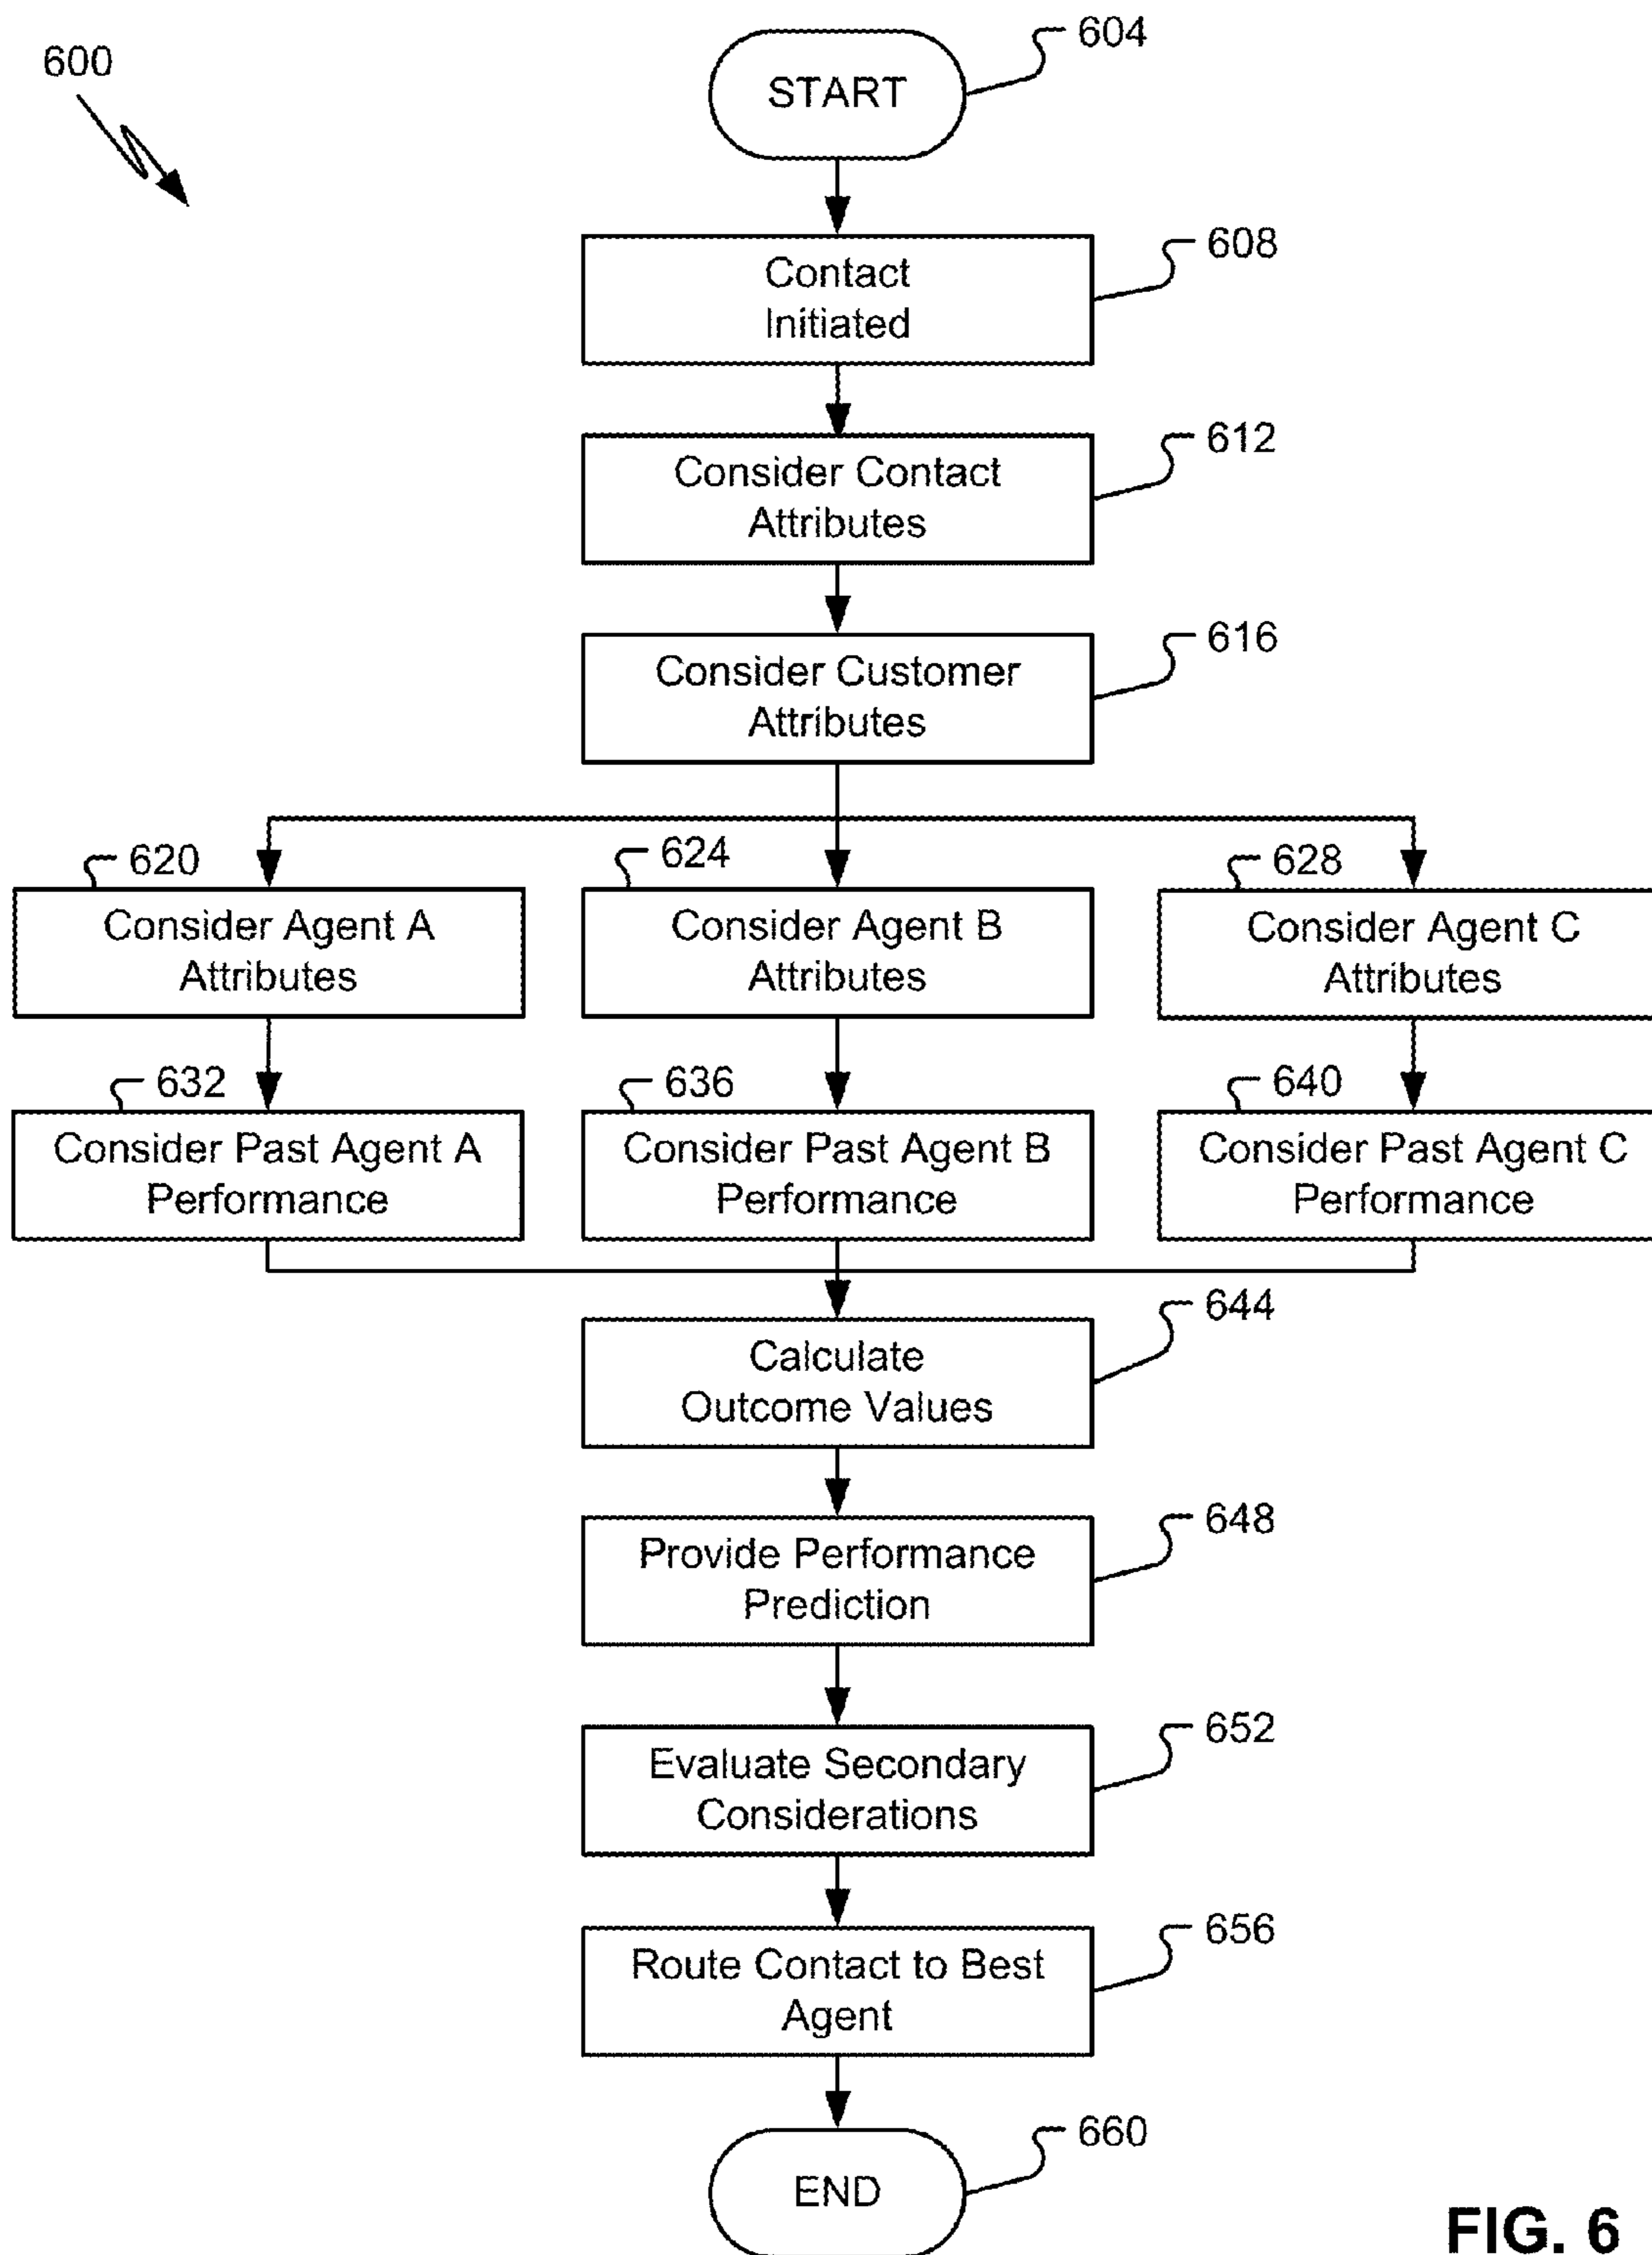 600
604
START
608
Contact
Initiated
612
Consider Contact
Attributes
616
Consider Customer
Attributes
620
Consider Agent A
Attributes
624
Consider Agent B
Attributes
628
Consider Agent C
Attributes
632
Consider Past Agent A
Performance
636
Consider Past Agent B
Performance
640
Consider Past Agent C
Performance
644
Calculate
Outcome Values
648
Provide Performance
Prediction
652
Evaluate Secondary
Considerations
656
Route Contact to Best
Agent
660
END
FIG. 6